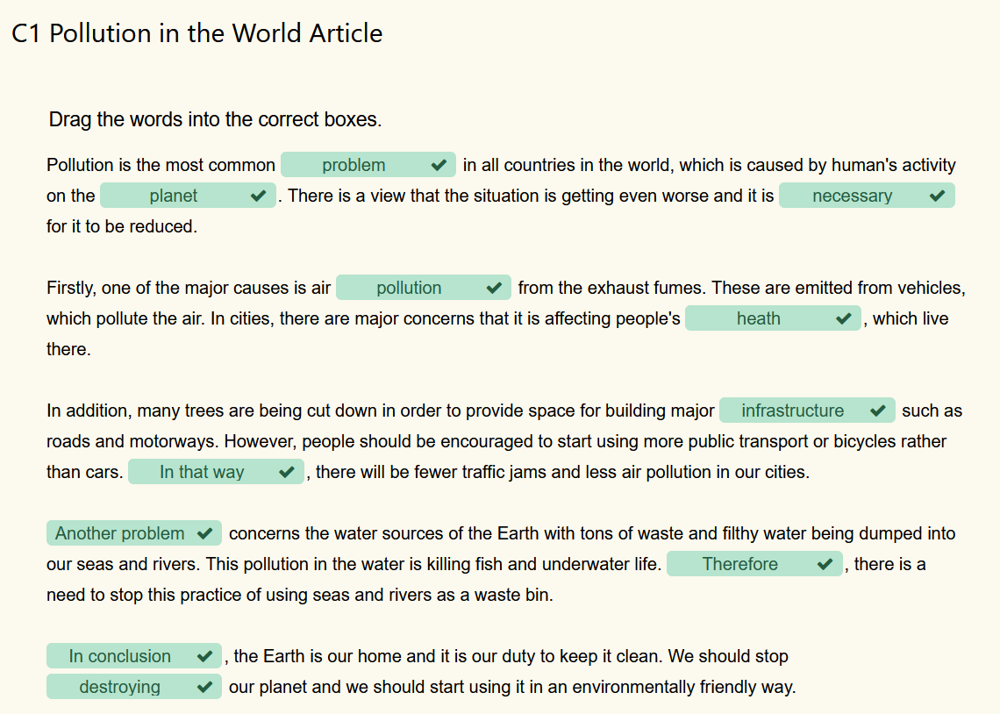 C1 Pollution in the World Article
Drag the words into the correct boxes.
Pollution is the most common problem in all countries in the world, which is caused by human's activity
on the planet. There is a view that the situation is getting even worse and it is necessary
for it to be reduced.
Firstly, one of the major causes is air pollution from the exhaust fumes. These are emitted from vehicles,
which pollute the air. In cities, there are major concerns that it is affecting people's heath, which live
there.
In addition, many trees are being cut down in order to provide space for building major infrastructure such as
roads and motorways. However, people should be encouraged to start using more public transport or bicycles rather
than cars. In that way, there will be fewer traffic jams and less air pollution in our cities.
Another problem concerns the water sources of the Earth with tons of waste and filthy water being dumped into
our seas and rivers. This pollution in the water is killing fish and underwater life. Therefore, there is a
need to stop this practice of using seas and rivers as a waste bin.
In conclusion, the Earth is our home and it is our duty to keep it clean. We should stop
destroying our planet and we should start using it in an environmentally friendly way.